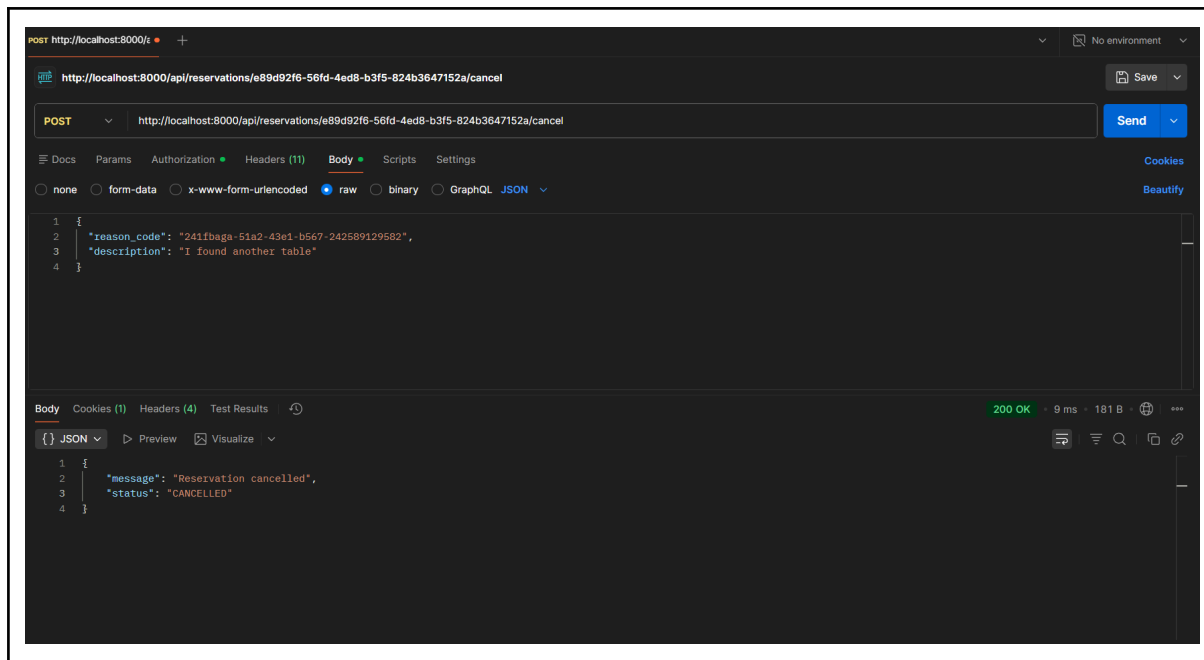 POST http://localhost:8000/a
No environment
HTTP http://localhost:8000/api/reservations/e89d92f6-56fd-4ed8-b3f5-824b3647152a/cancel
Save
POST http://localhost:8000/api/reservations/e89d92f6-56fd-4ed8-b3f5-824b3647152a/cancel
Send
Docs Params Authorization Headers (11) Body Scripts Settings
Cookies
none form-data x-www-form-urlencoded raw binary GraphQL JSON
Beautify
1 {
2 "reason_code": "241fbaga-51a2-43e1-b567-242589129582",
3 "description": "I found another table"
4 }
Body Cookies (1) Headers (4) Test Results
200 OK 9 ms 181 B
{} JSON Preview Visualize
1 {
2 "message": "Reservation cancelled",
3 "status": "CANCELLED"
4 }